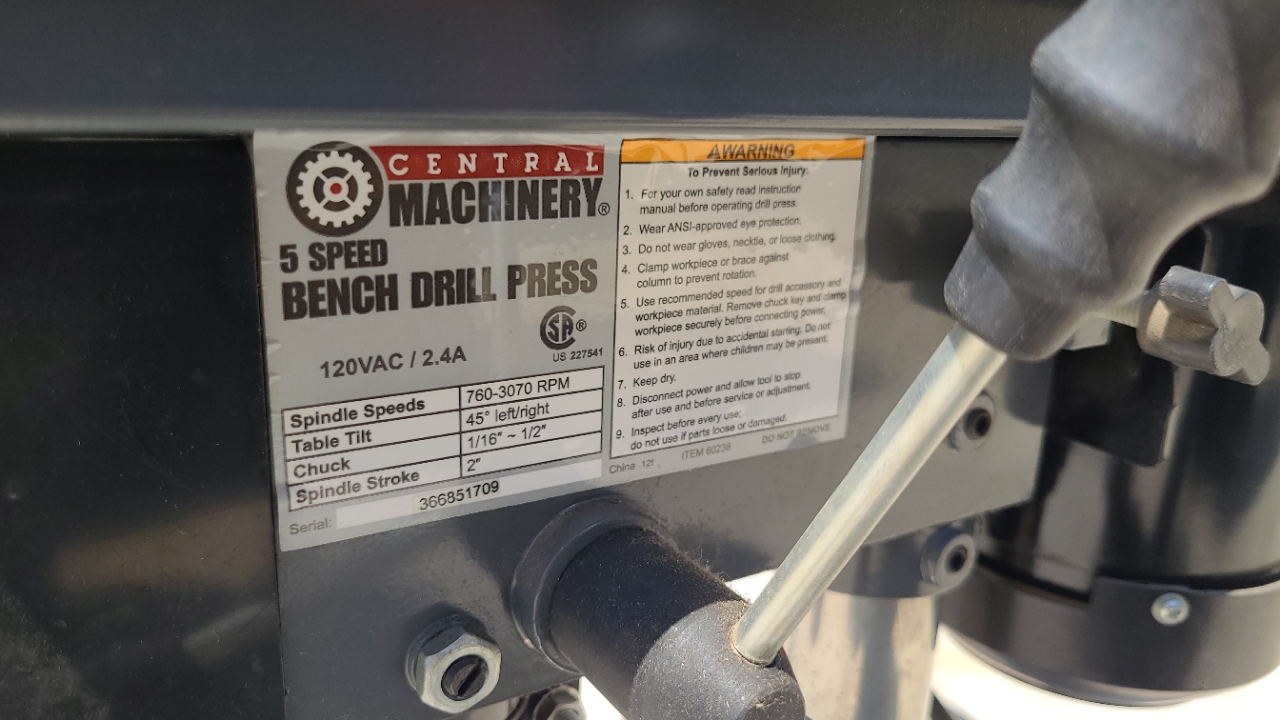 CENTRAL
MACHINERY®
5 SPEED
BENCH DRILL PRESS
SA®
US 227541
120VAC / 2.4A
Spindle Speeds 760-3070 RPM
Table Tilt 45° left/right
Chuck 1/16" ~ 1/2"
Spindle Stroke 2"
Serial: 366851709
⚠WARNING
To Prevent Serious Injury:
1. For your own safety read instruction
manual before operating drill press.
2. Wear ANSI-approved eye protection.
3. Do not wear gloves, necktie, or loose clothing.
4. Clamp workpiece or brace against
column to prevent rotation.
5. Use recommended speed for drill accessory and
workpiece material. Remove chuck key and clamp
workpiece securely before connecting power.
6. Risk of injury due to accidental starting. Do not
use in an area where children may be present.
7. Keep dry.
8. Disconnect power and allow tool to stop
after use and before service or adjustment.
9. Inspect before every use;
do not use if parts loose or damaged.
China ITEM 60238 DO NOT REMOVE